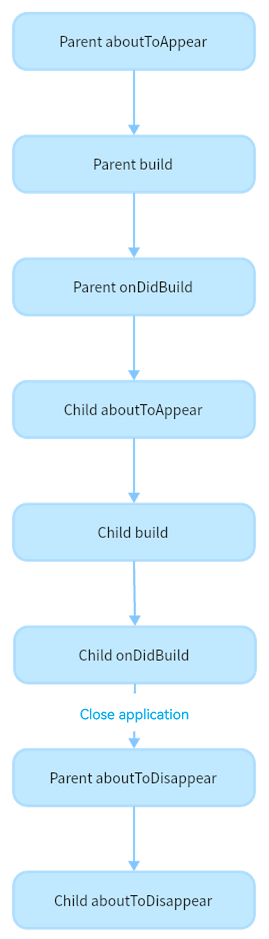 Parent aboutToAppear
Parent build
Parent onDidBuild
Child aboutToAppear
Child build
Child onDidBuild
Close application
Parent aboutToDisappear
Child aboutToDisappear